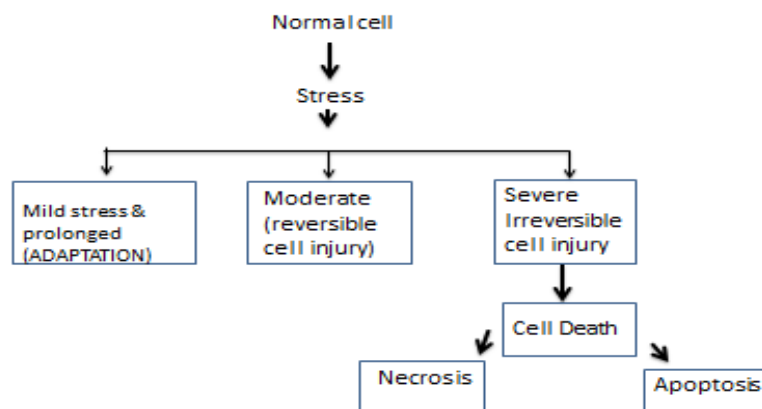 Normal cell
Stress
Mild stress &
prolonged
(ADAPTATION)
Moderate
(reversible
cell injury)
Severe
Irreversible
cell injury
Cell Death
Necrosis
Apoptosis